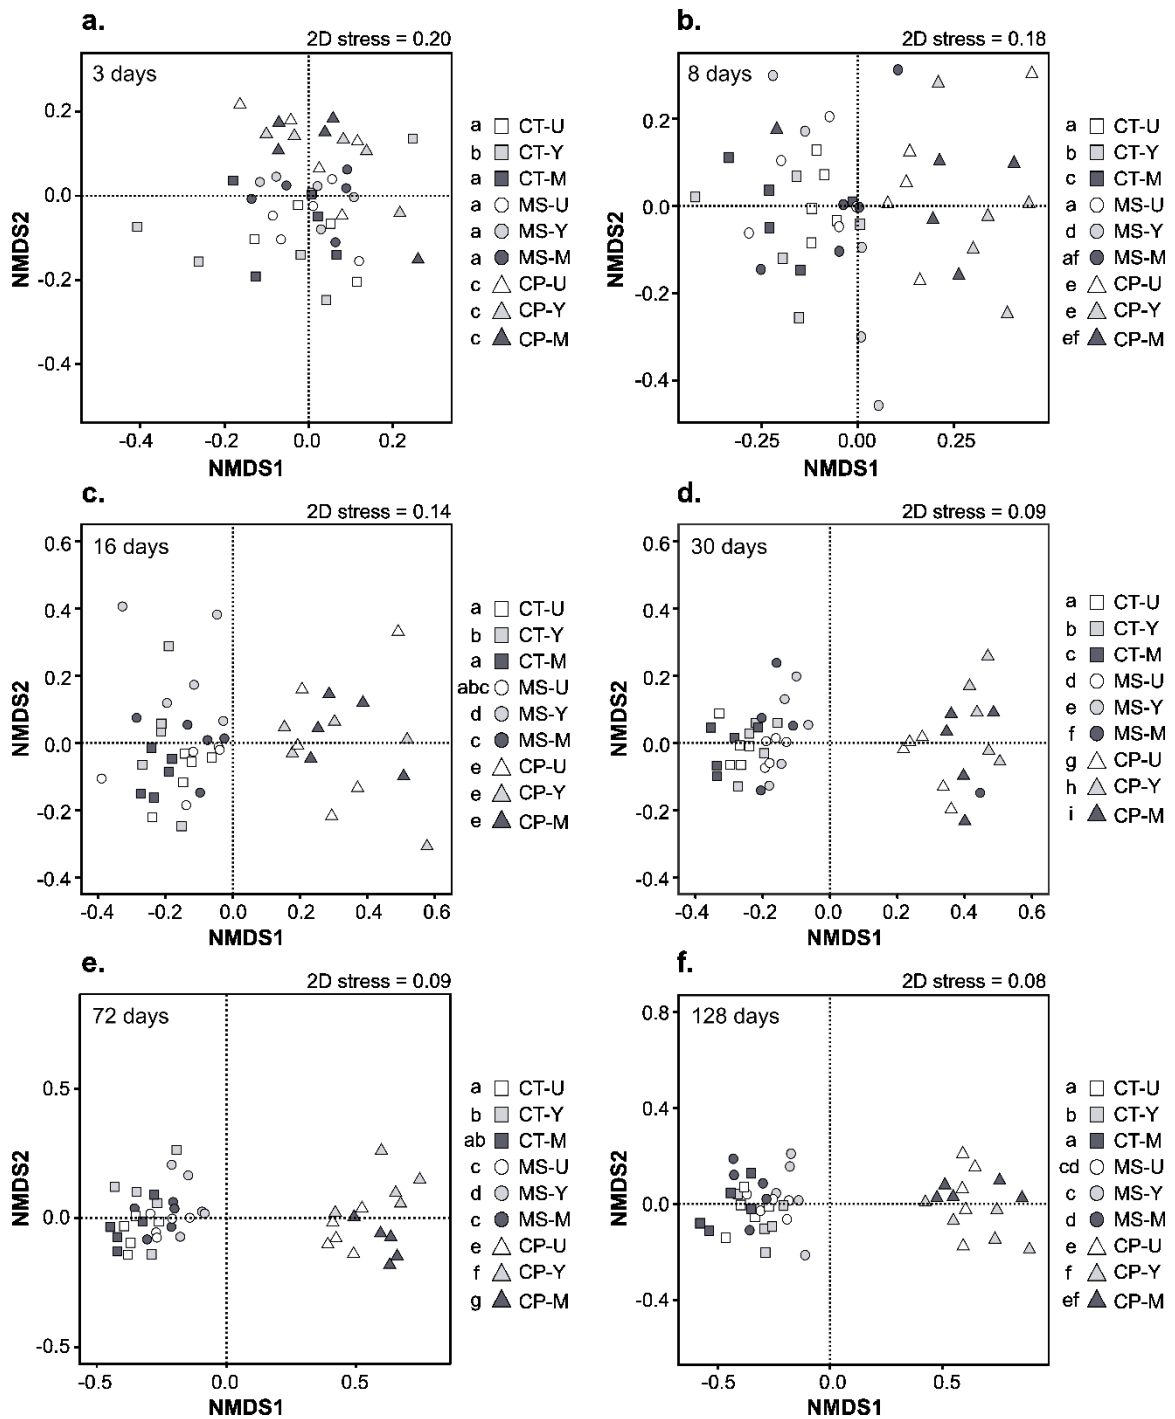 a.
2D stress = 0.20
3 days
NMDS2
0.2
0.0
-0.2
-0.4
-0.4
-0.2
0.0
0.2
NMDS1
a CT-U
b CT-Y
a CT-M
a MS-U
a MS-Y
a MS-M
c CP-U
c CP-Y
c CP-M
b.
2D stress = 0.18
8 days
NMDS2
0.2
0.0
-0.2
-0.4
-0.25
0.00
0.25
NMDS1
a CT-U
b CT-Y
c CT-M
a MS-U
d MS-Y
af MS-M
e CP-U
e CP-Y
ef CP-M
c.
2D stress = 0.14
16 days
NMDS2
0.6
0.4
0.2
0.0
-0.2
-0.4
-0.4
-0.2
0.0
0.2
0.4
0.6
NMDS1
a CT-U
b CT-Y
a CT-M
abc MS-U
d MS-Y
c MS-M
e CP-U
e CP-Y
e CP-M
d.
2D stress = 0.09
30 days
NMDS2
0.6
0.4
0.2
0.0
-0.2
-0.4
-0.4
-0.2
0.0
0.2
0.4
0.6
NMDS1
a CT-U
b CT-Y
c CT-M
d MS-U
e MS-Y
f MS-M
g CP-U
h CP-Y
i CP-M
e.
2D stress = 0.09
72 days
NMDS2
0.5
0.0
-0.5
-0.5
0.0
0.5
NMDS1
a CT-U
b CT-Y
ab CT-M
c MS-U
d MS-Y
c MS-M
e CP-U
f CP-Y
g CP-M
f.
2D stress = 0.08
128 days
NMDS2
0.8
0.4
0.0
-0.4
-0.5
0.0
0.5
NMDS1
a CT-U
b CT-Y
a CT-M
cd MS-U
c MS-Y
d MS-M
e CP-U
f CP-Y
ef CP-M